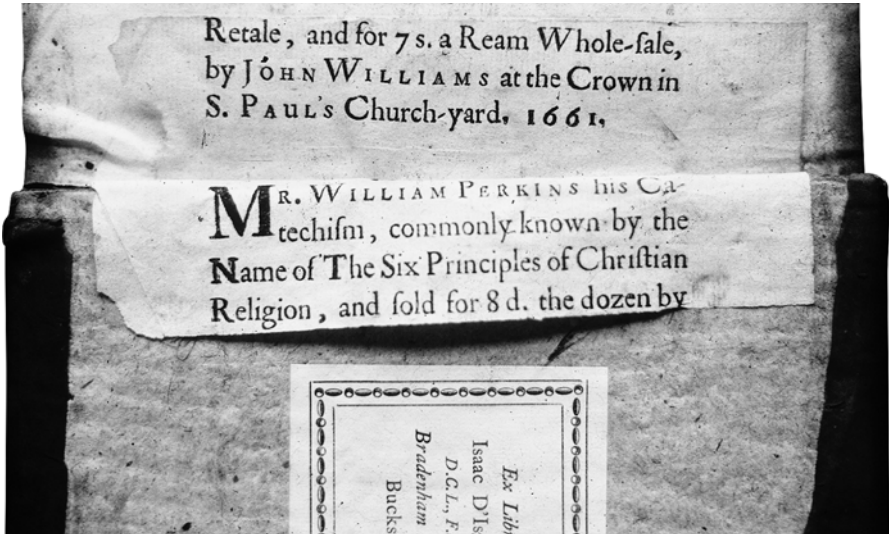 Retale, and for 7 s. a Ream Whole-ſale,
by JOHN WILLIAMS at the Crown in
S. PAUL's Church-yard, 1661.
MR. WILLIAM PERKINS his Ca-
techiſm, commonly known by the
Name of The Six Principles of Chriſtian
Religion, and ſold for 8 d. the dozen by
Ex Libr
Isaac D'Is
D.C.L., F.
Bradenham
Bucks